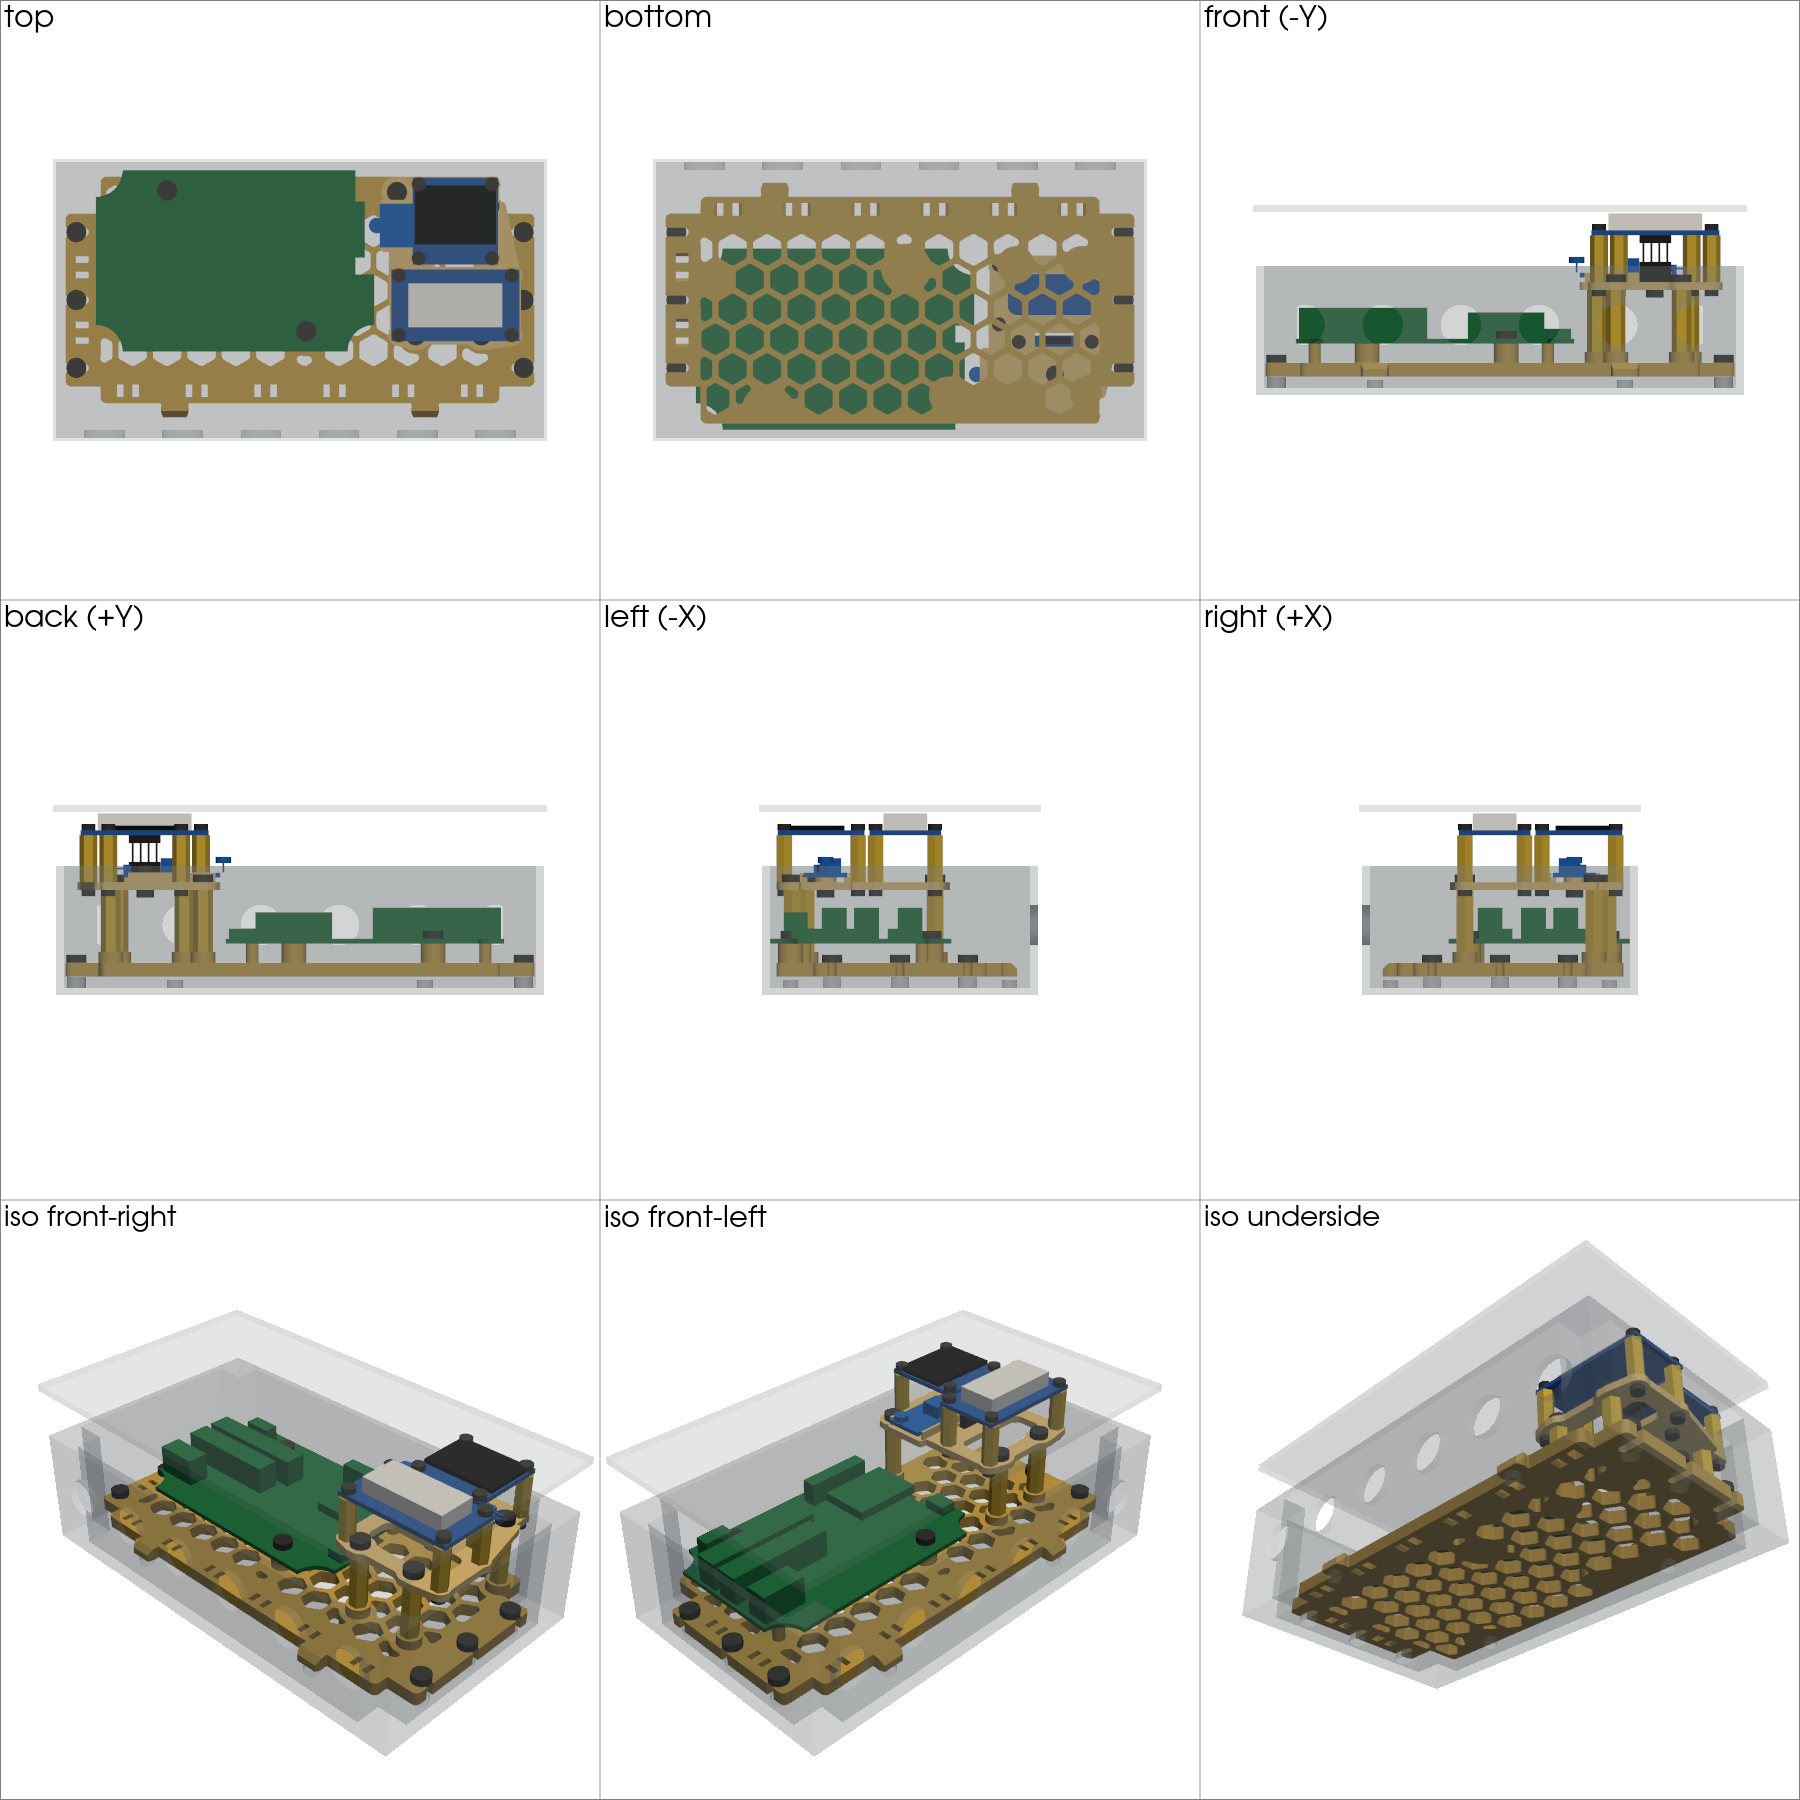 top
bottom
front (-Y)
back (+Y)
left (-X)
right (+X)
iso front-right
iso front-left
iso underside